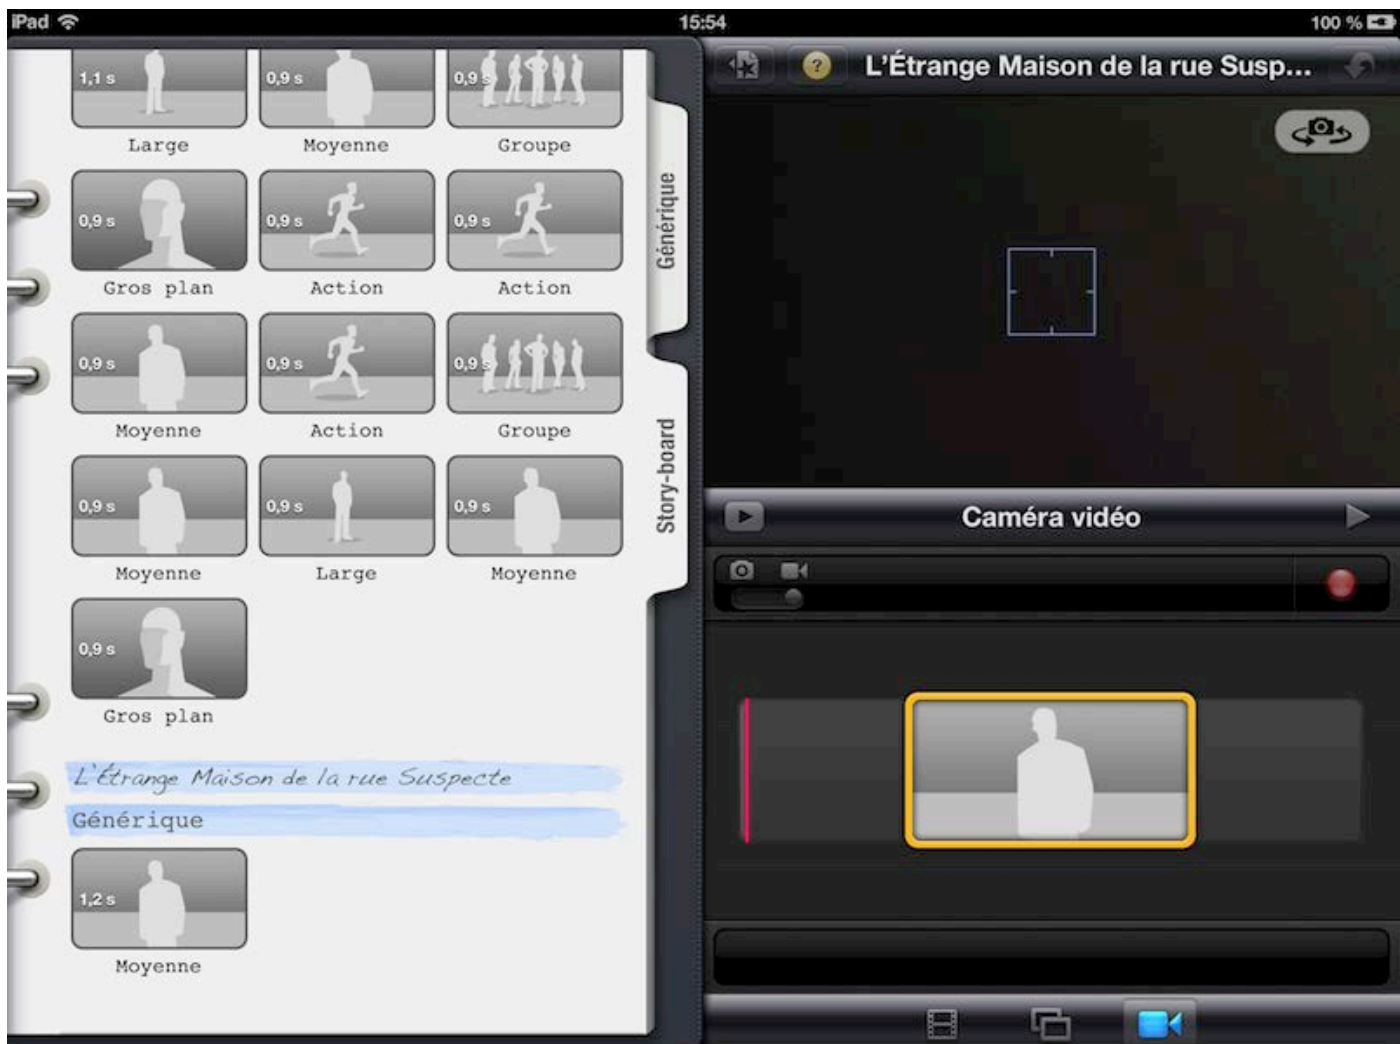 iPad 15:54 100 %
1,1 s 0,9 s 0,9 s
Large Moyenne Groupe
0,9 s 0,9 s 0,9 s
Gros plan Action Action
0,9 s 0,9 s 0,9 s
Moyenne Action Groupe
0,9 s 0,9 s 0,9 s
Moyenne Large Moyenne
0,9 s
Gros plan
L'Étrange Maison de la rue Suspecte
Générique
1,2 s
Moyenne
Générique
Story-board
? L'Étrange Maison de la rue Susp...
Caméra vidéo